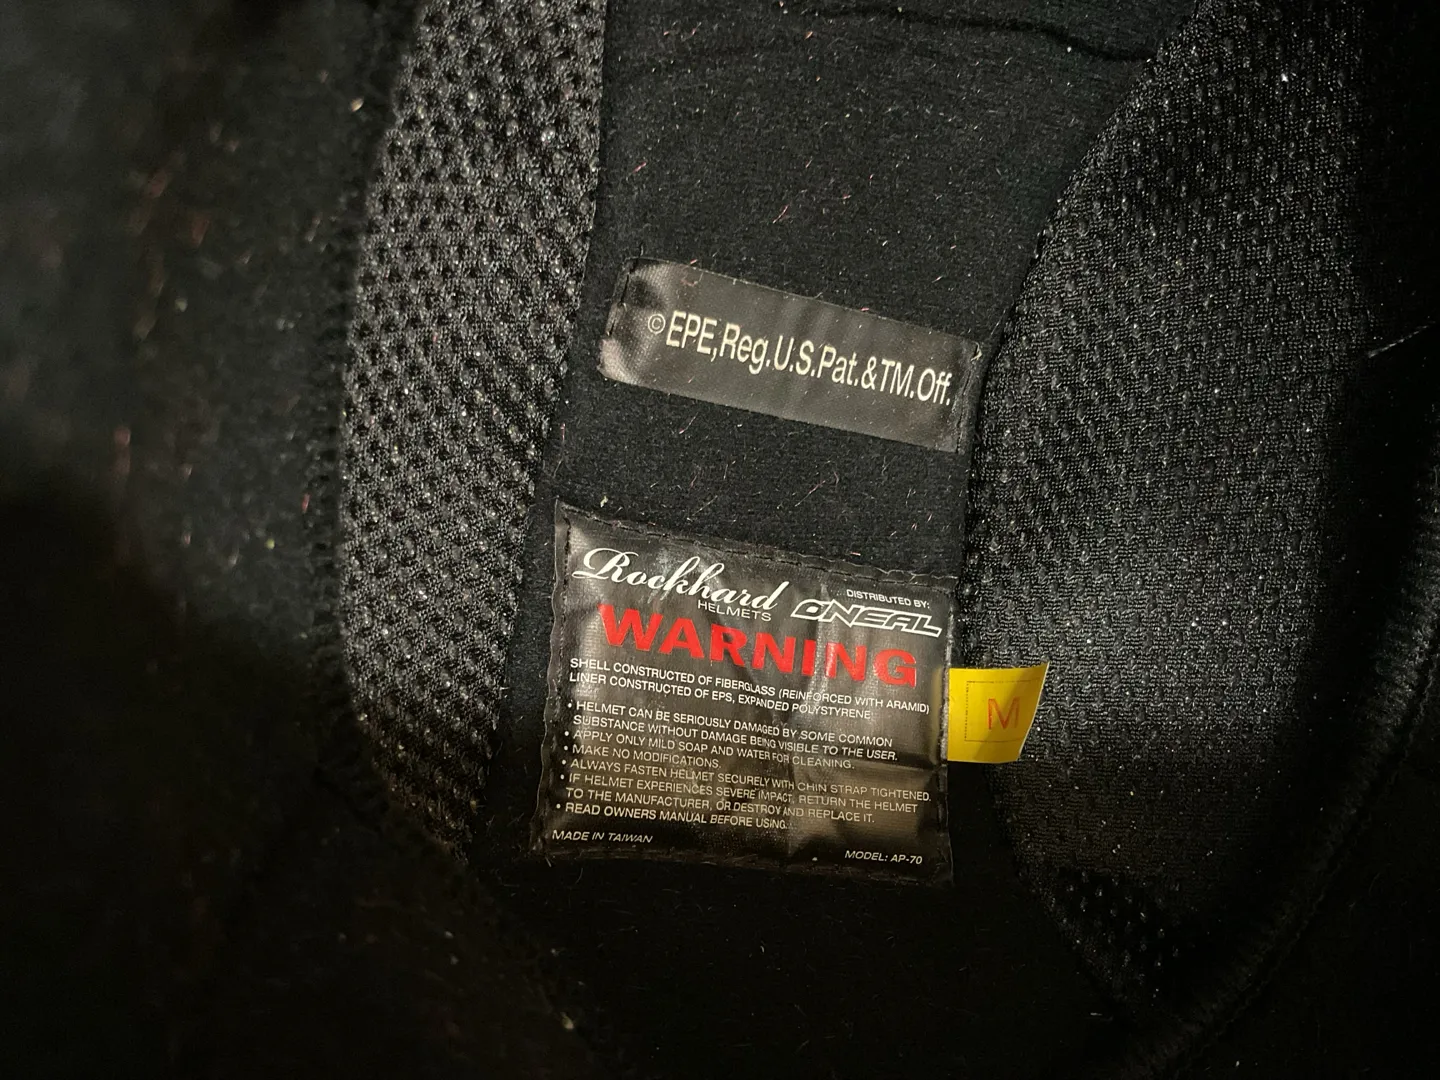 ©EPE,Reg.U.S.Pat.&TM.Off.
Rockhard
HELMETS
DISTRIBUTED BY:
ONEAL
WARNING
SHELL CONSTRUCTED OF FIBERGLASS (REINFORCED WITH ARAMID)
LINER CONSTRUCTED OF EPS, EXPANDED POLYSTYRENE
• HELMET CAN BE SERIOUSLY DAMAGED BY SOME COMMON
SUBSTANCE WITHOUT DAMAGE BEING VISIBLE TO THE USER.
• APPLY ONLY MILD SOAP AND WATER FOR CLEANING.
• MAKE NO MODIFICATIONS.
• ALWAYS FASTEN HELMET SECURELY WITH CHIN STRAP TIGHTENED.
• IF HELMET EXPERIENCES SEVERE IMPACT, RETURN THE HELMET
TO THE MANUFACTURER, OR DESTROY AND REPLACE IT.
• READ OWNERS MANUAL BEFORE USING.
MADE IN TAIWAN
MODEL: AP-70
M